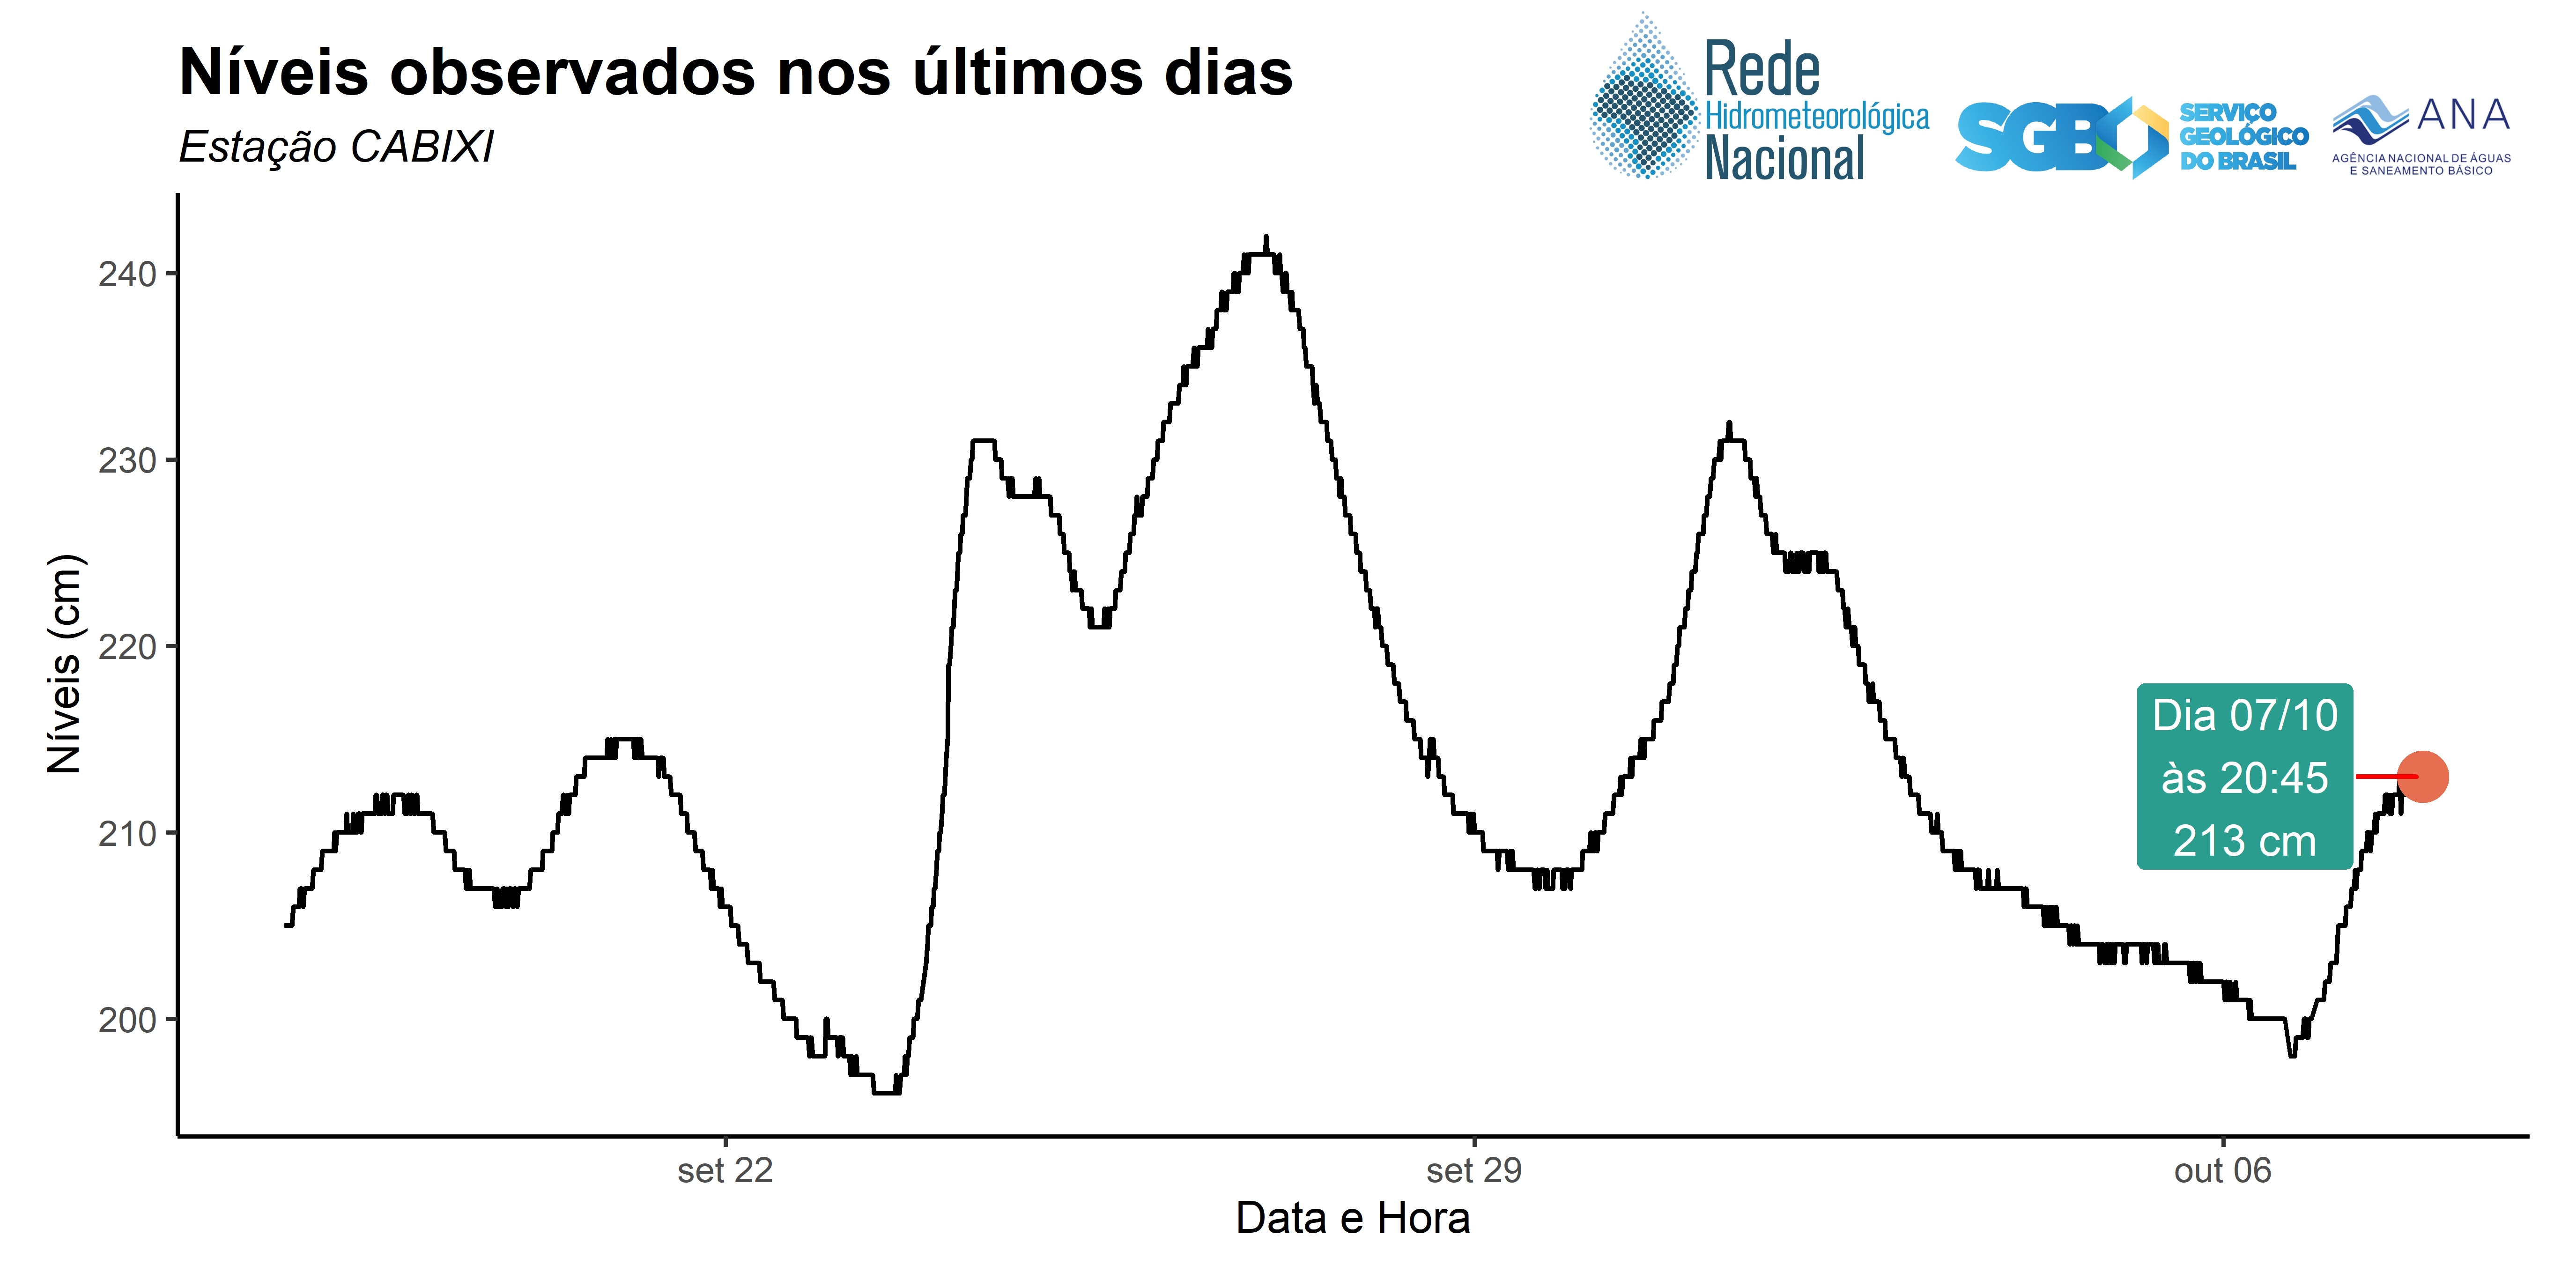 Níveis observados nos últimos dias
Estação CABIXI
Rede
Hidrometeorológica
Nacional
SGB
SERVIÇO
GEOLÓGICO
DO BRASIL
ANA
AGÊNCIA NACIONAL DE ÁGUAS
E SANEAMENTO BÁSICO
Níveis (cm)
240
230
220
210
200
Dia 07/10
às 20:45
213 cm
set 22
set 29
out 06
Data e Hora